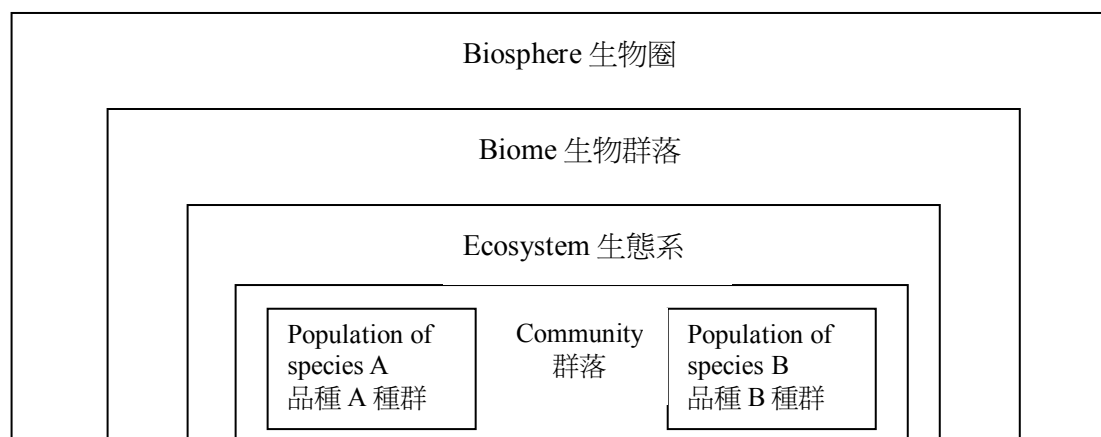 Biosphere 生物圈
Biome 生物群落
Ecosystem 生態系
Population of
species A
品種 A 種群
Community
群落
Population of
species B
品種 B 種群